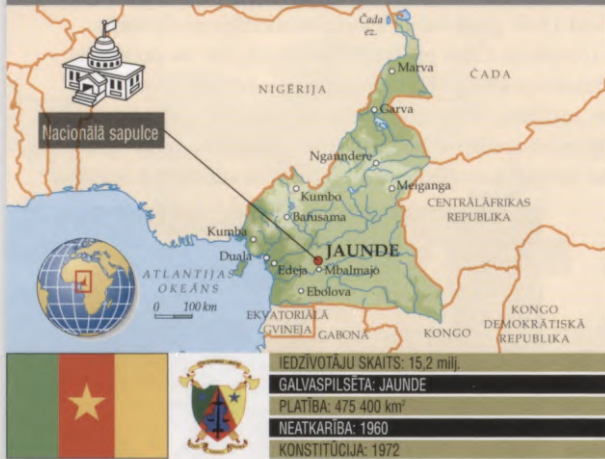 Čada
ez.
Marva
ČADA
NIGĒRIJA
Garva
Nacionālā sapulce
Ngaundere
Meiganga
Kumbo
CENTRĀLĀFRIKAS
REPUBLIKA
Bafusama
Kumba
JAUNDE
Duala
Edeja
Mbalmajo
ATLANTIJAS
OKEĀNS
Ebolova
0 100 km
EKVATORIĀLĀ
GVINEJA
GABONA
KONGO
KONGO
DEMOKRĀTISKĀ
REPUBLIKA
IEDZĪVOTĀJU SKAITS: 15,2 milj.
GALVASPILSĒTA: JAUNDE
PLATĪBA: 475 400 km²
NEATKARĪBA: 1960
KONSTITŪCIJA: 1972